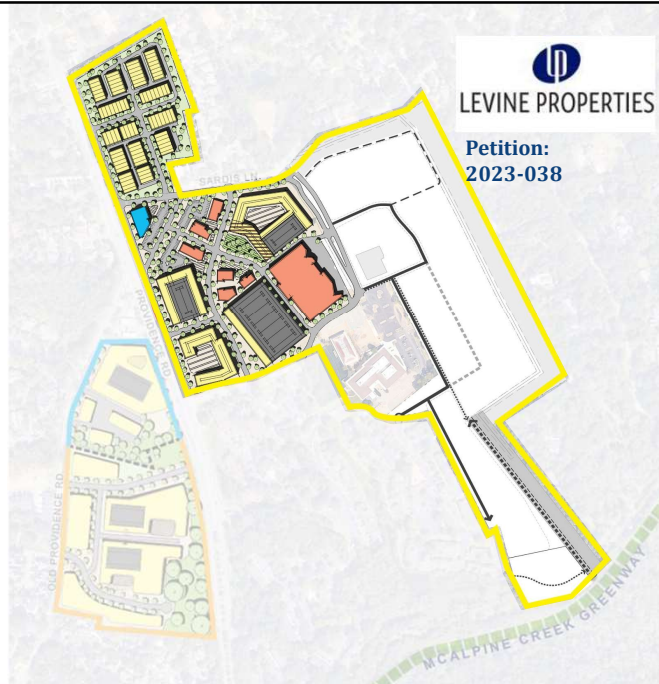 LEVINE PROPERTIES
Petition:
2023-038
SARDIS LN.
PROVIDENCE RD
OLD PROVIDENCE RD
MCALPINE CREEK GREENWAY